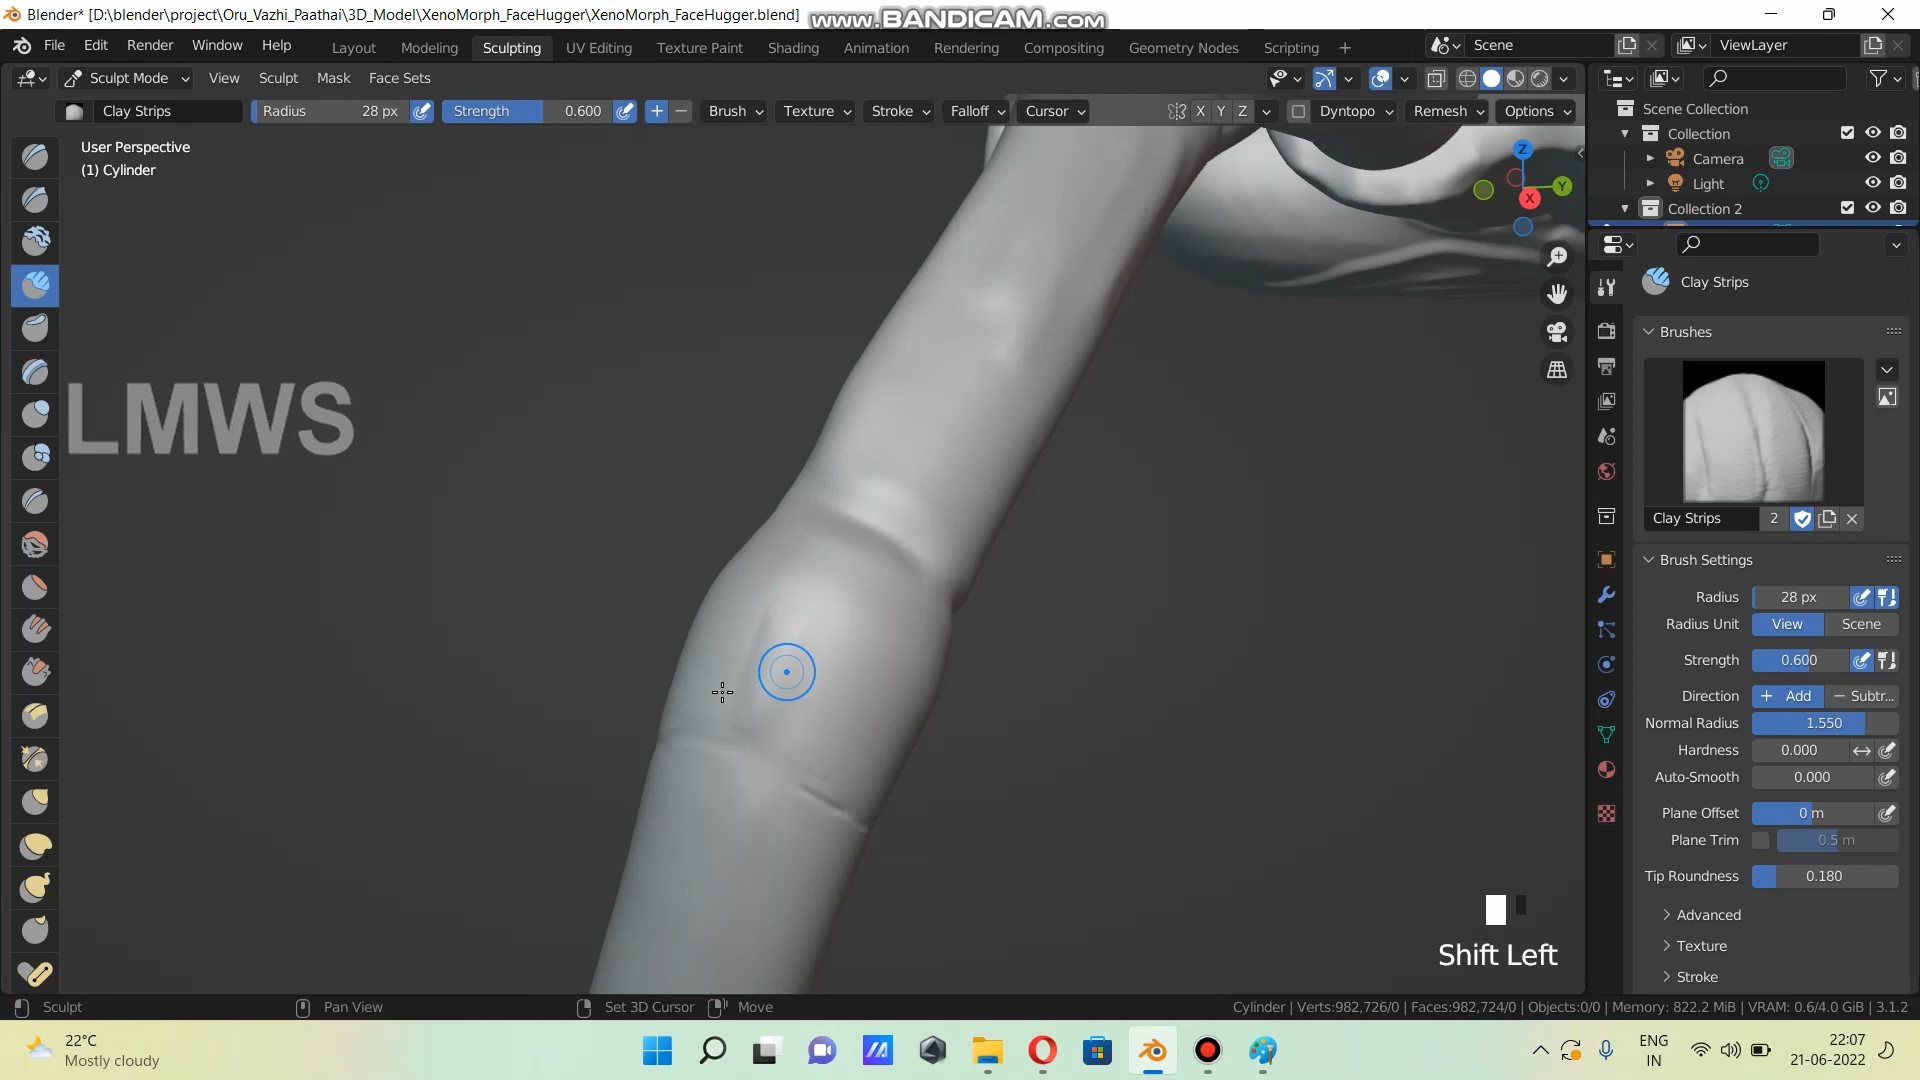 Blender* [D:\blender\project\Oru_Vazhi_Paathai\3D_Model\XenoMorph_FaceHugger\XenoMorph_FaceHugger.blend]
www.BANDICAM.com
File Edit Render Window Help Layout Modeling Sculpting UV Editing Texture Paint Shading Animation Rendering Compositing Geometry Nodes Scripting + Scene ViewLayer
Sculpt Mode View Sculpt Mask Face Sets
Clay Strips Radius 28 px Strength 0.600 + − Brush Texture Stroke Falloff Cursor X Y Z Dyntopo Remesh Options
User Perspective
(1) Cylinder
Z
Y
X
LMWS
Shift Left
Scene Collection
Collection
Camera
Light
Collection 2
Clay Strips
Brushes
Clay Strips 2
Brush Settings
Radius 28 px
Radius Unit View Scene
Strength 0.600
Direction + Add − Subtr...
Normal Radius 1.550
Hardness 0.000
Auto-Smooth 0.000
Plane Offset 0 m
Plane Trim 0.5 m
Tip Roundness 0.180
Advanced
Texture
Stroke
Sculpt Pan View Set 3D Cursor Move Cylinder | Verts:982,726/0 | Faces:982,724/0 | Objects:0/0 | Memory: 822.2 MiB | VRAM: 0.6/4.0 GiB | 3.1.2
22°C
Mostly cloudy
ENG
IN
22:07
21-06-2022